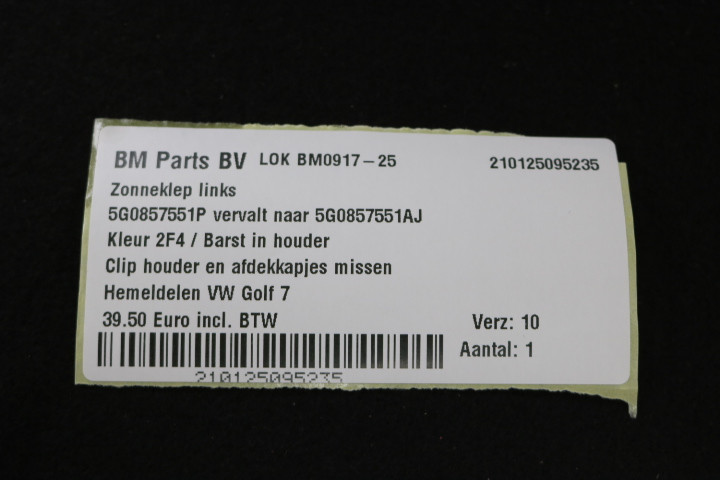 BM Parts BV LOK BM0917-25 210125095235
Zonneklep links
5G0857551P vervalt naar 5G0857551AJ
Kleur 2F4 / Barst in houder
Clip houder en afdekkapjes missen
Hemeldelen VW Golf 7
39.50 Euro incl. BTW Verz: 10
Aantal: 1
210125095235